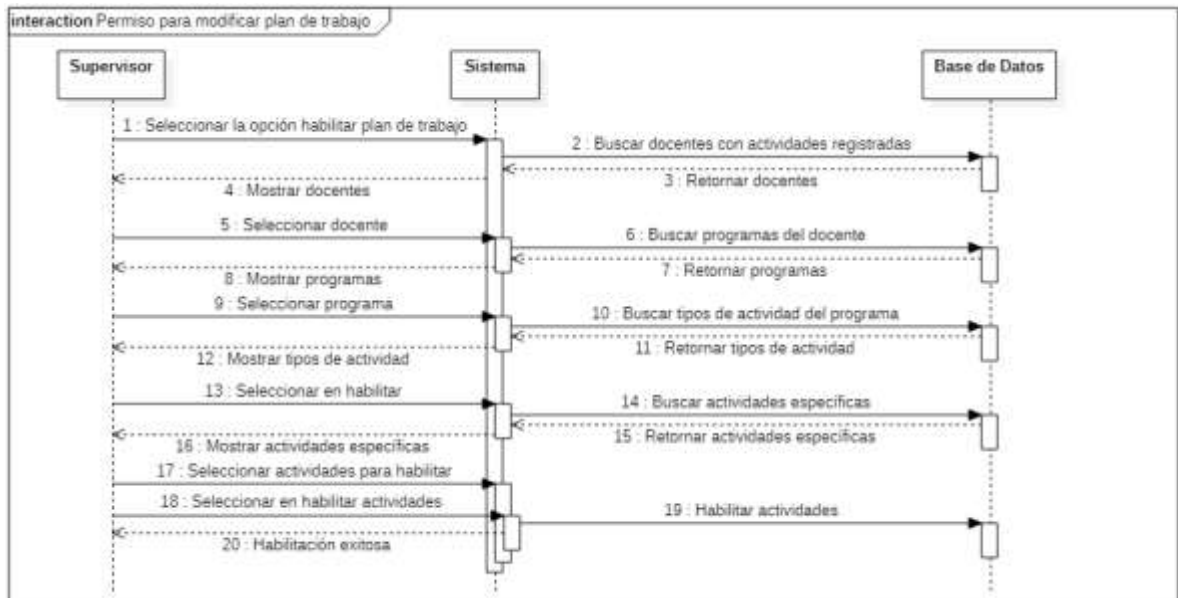 interaction Permiso para modificar plan de trabajo
Supervisor
Sistema
Base de Datos
1 : Seleccionar la opción habilitar plan de trabajo
2 : Buscar docentes con actividades registradas
3 : Retornar docentes
4 : Mostrar docentes
5 : Seleccionar docente
6 : Buscar programas del docente
7 : Retornar programas
8 : Mostrar programas
9 : Seleccionar programa
10 : Buscar tipos de actividad del programa
11 : Retornar tipos de actividad
12 : Mostrar tipos de actividad
13 : Seleccionar en habilitar
14 : Buscar actividades específicas
15 : Retornar actividades específicas
16 : Mostrar actividades específicas
17 : Seleccionar actividades para habilitar
18 : Seleccionar en habilitar actividades
19 : Habilitar actividades
20 : Habilitación exitosa